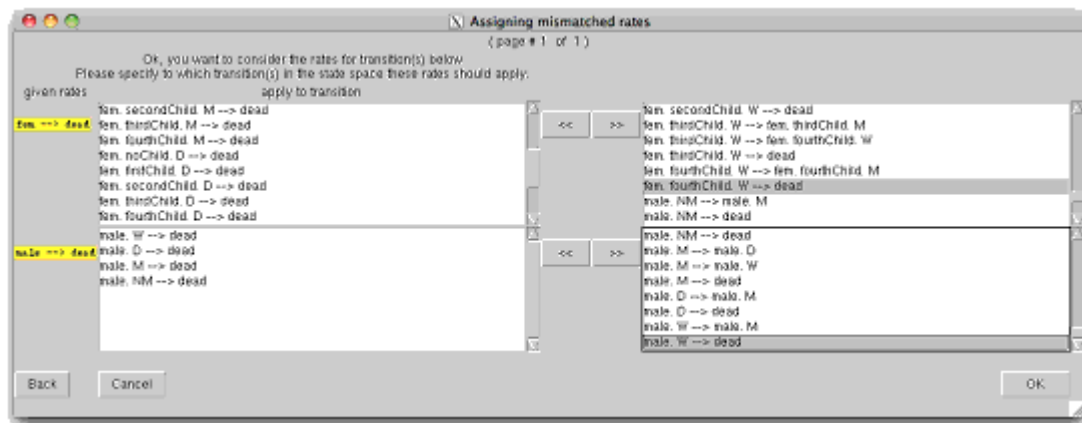 Assigning mismatched rates
( page # 1 of 1 )
Ok, you want to consider the rates for transition(s) below
Please specify to which transition(s) in the state space these rates should apply.
given rates apply to transition
fem --> dead
fem. secondChild. M --> dead
fem. thirdChild. M --> dead
fem. fourthChild. M --> dead
fem. noChild. D --> dead
fem. firstChild. D --> dead
fem. secondChild. D --> dead
fem. thirdChild. D --> dead
fem. fourthChild. D --> dead
<< >>
fem. secondChild. W --> dead
fem. thirdChild. W --> fem. thirdChild. M
fem. thirdChild. W --> fem. fourthChild. W
fem. thirdChild. W --> dead
fem. fourthChild. W --> fem. fourthChild. M
fem. fourthChild. W --> dead
male. NM --> male. M
male. NM --> dead
male --> dead
male. W --> dead
male. D --> dead
male. M --> dead
male. NM --> dead
<< >>
male. NM --> dead
male. M --> male. D
male. M --> male. W
male. M --> dead
male. D --> male. M
male. D --> dead
male. W --> male. M
male. W --> dead
Back Cancel OK